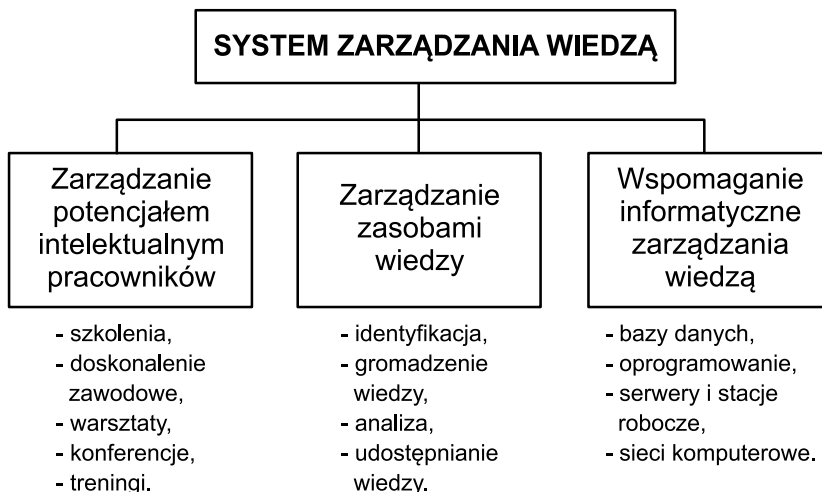 SYSTEM ZARZĄDZANIA WIEDZĄ
Zarządzanie
potencjałem
intelektualnym
pracowników
- szkolenia,
- doskonalenie
zawodowe,
- warsztaty,
- konferencje,
- treningi.
Zarządzanie
zasobami
wiedzy
- identyfikacja,
- gromadzenie
wiedzy,
- analiza,
- udostępnianie
wiedzy.
Wspomaganie
informatyczne
zarządzania
wiedzą
- bazy danych,
- oprogramowanie,
- serwery i stacje
robocze,
- sieci komputerowe.